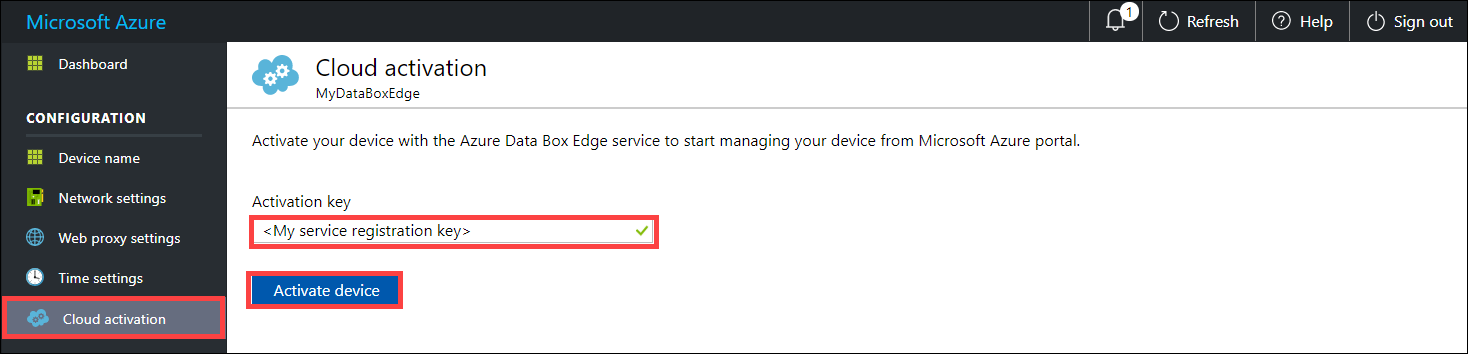 Microsoft Azure
1
Refresh
Help
Sign out
Dashboard
CONFIGURATION
Device name
Network settings
Web proxy settings
Time settings
Cloud activation
Cloud activation
MyDataBoxEdge
Activate your device with the Azure Data Box Edge service to start managing your device from Microsoft Azure portal.
Activation key
<My service registration key>
Activate device